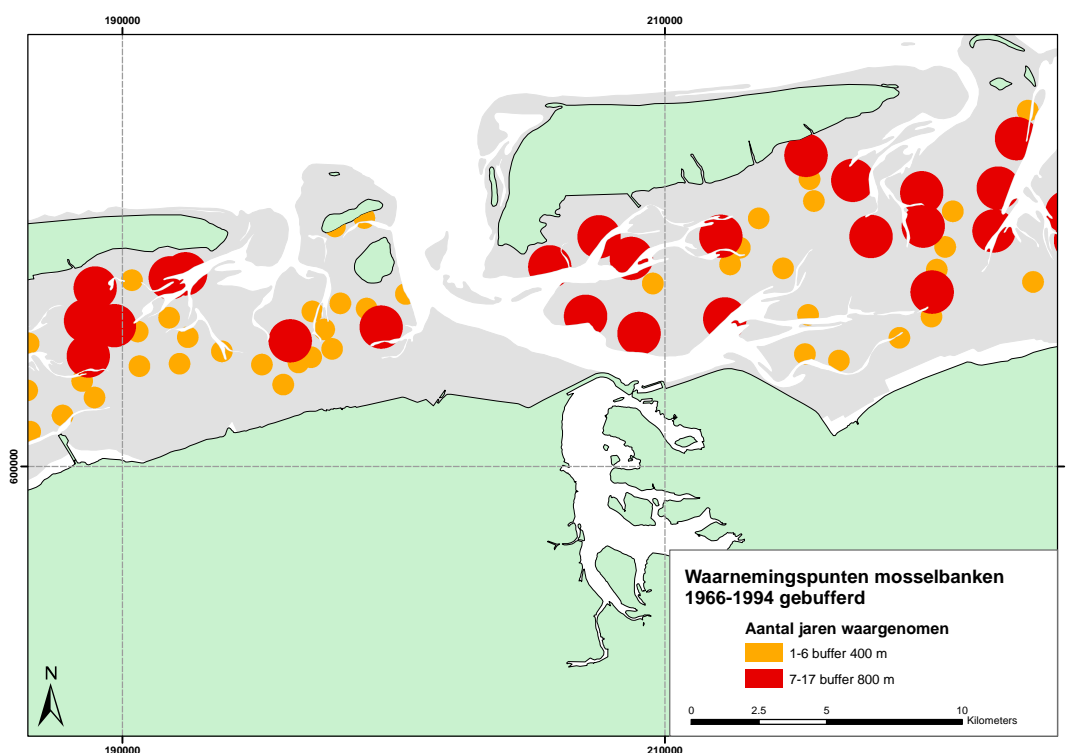 190000
210000
600000
Waarnemingspunten mosselbanken
1966-1994 gebufferd
Aantal jaren waargenomen
1-6 buffer 400 m
7-17 buffer 800 m
0 2.5 5 10
Kilometers
N
190000
210000